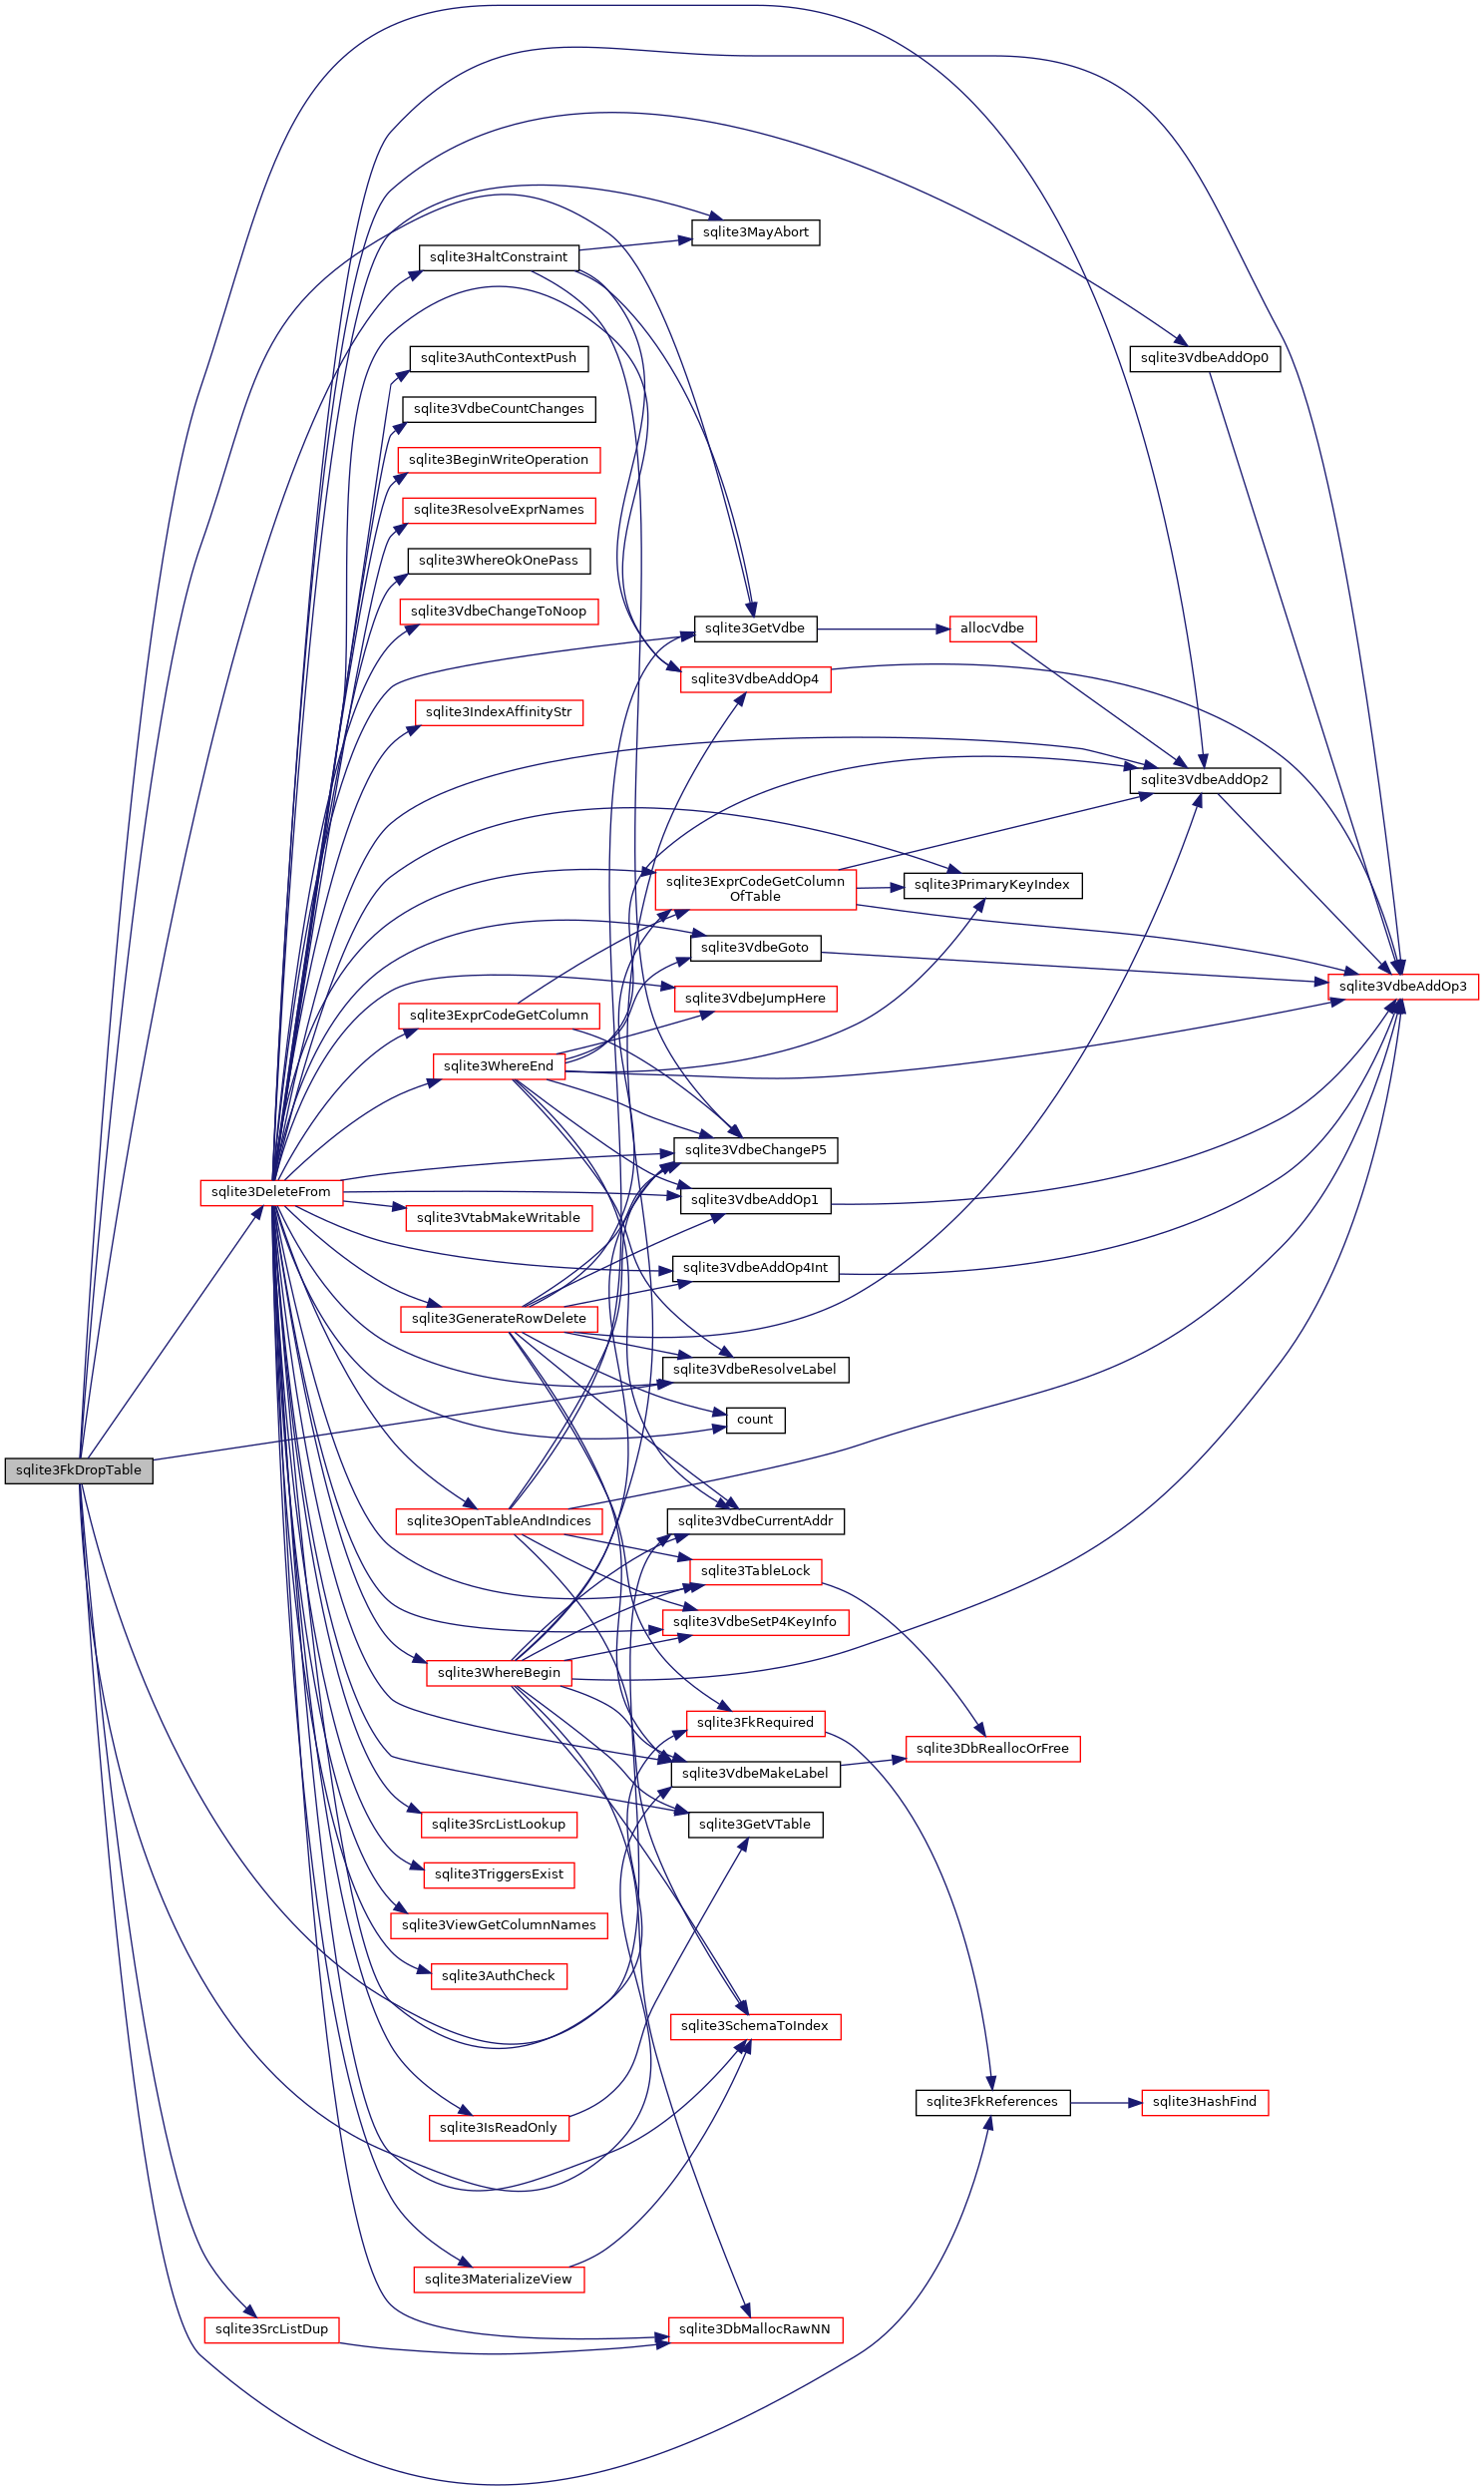 sqlite3MayAbort
sqlite3HaltConstraint
sqlite3AuthContextPush
sqlite3VdbeAddOp0
sqlite3VdbeCountChanges
sqlite3BeginWriteOperation
sqlite3ResolveExprNames
sqlite3WhereOkOnePass
sqlite3VdbeChangeToNoop
sqlite3GetVdbe
allocVdbe
sqlite3VdbeAddOp4
sqlite3IndexAffinityStr
sqlite3VdbeAddOp2
sqlite3ExprCodeGetColumn
OfTable
sqlite3PrimaryKeyIndex
sqlite3VdbeGoto
sqlite3VdbeJumpHere
sqlite3VdbeAddOp3
sqlite3ExprCodeGetColumn
sqlite3WhereEnd
sqlite3VdbeChangeP5
sqlite3DeleteFrom
sqlite3VdbeAddOp1
sqlite3VtabMakeWritable
sqlite3VdbeAddOp4Int
sqlite3GenerateRowDelete
sqlite3VdbeResolveLabel
count
sqlite3FkDropTable
sqlite3OpenTableAndIndices
sqlite3VdbeCurrentAddr
sqlite3TableLock
sqlite3VdbeSetP4KeyInfo
sqlite3WhereBegin
sqlite3FkRequired
sqlite3DbReallocOrFree
sqlite3VdbeMakeLabel
sqlite3SrcListLookup
sqlite3GetVTable
sqlite3TriggersExist
sqlite3ViewGetColumnNames
sqlite3AuthCheck
sqlite3SchemaToIndex
sqlite3FkReferences
sqlite3HashFind
sqlite3IsReadOnly
sqlite3MaterializeView
sqlite3SrcListDup
sqlite3DbMallocRawNN